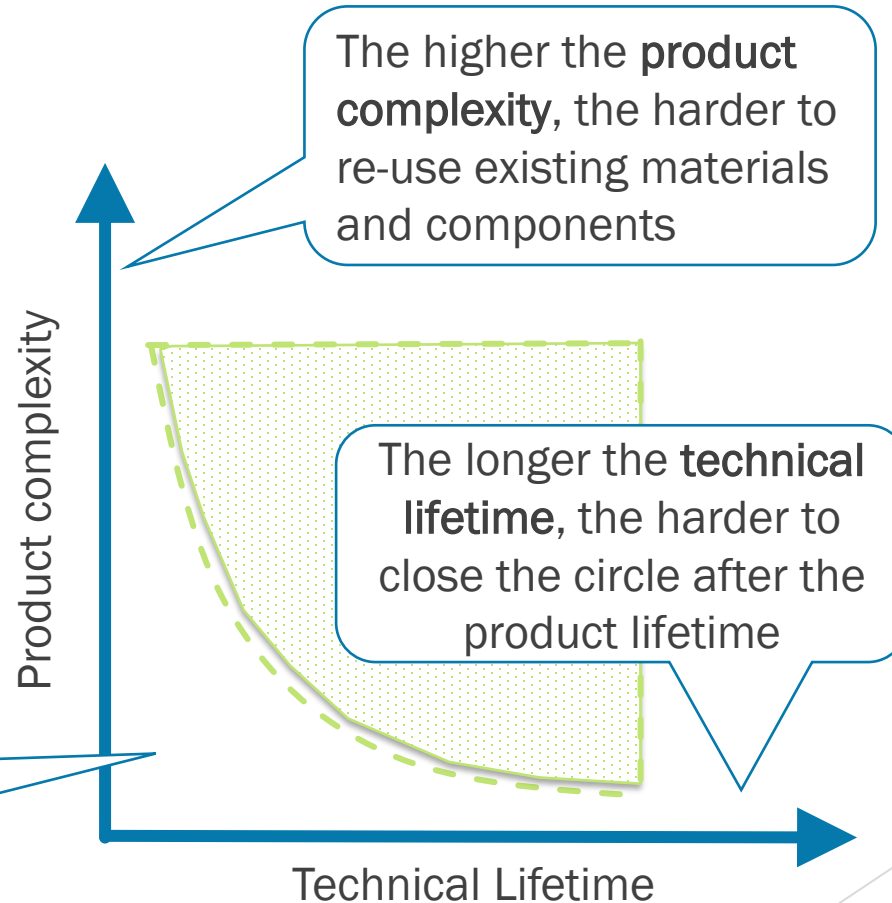 The higher the product
complexity, the harder to
re-use existing materials
and components
Product complexity
The longer the technical
lifetime, the harder to
close the circle after the
product lifetime
Technical Lifetime